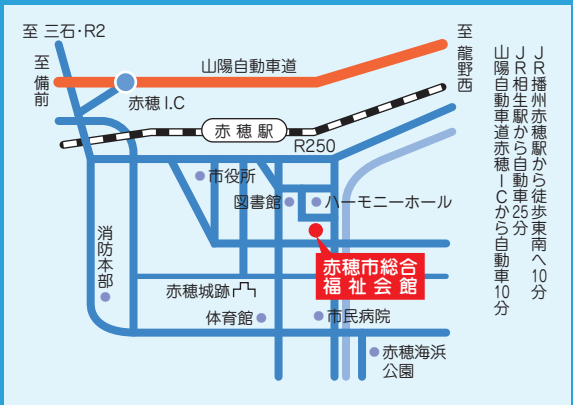 至 三石・R2
至備前
山陽自動車道
至 龍野西
赤穂I.C
赤穂駅
R250
市役所
図書館
ハーモニーホール
消防本部
赤穂市総合
福祉会館
赤穂城跡
体育館
市民病院
赤穂海浜
公園
JR播州赤穂駅から徒歩東南へ10分
JR相生駅から自動車25分
山陽自動車道赤穂ICから自動車10分